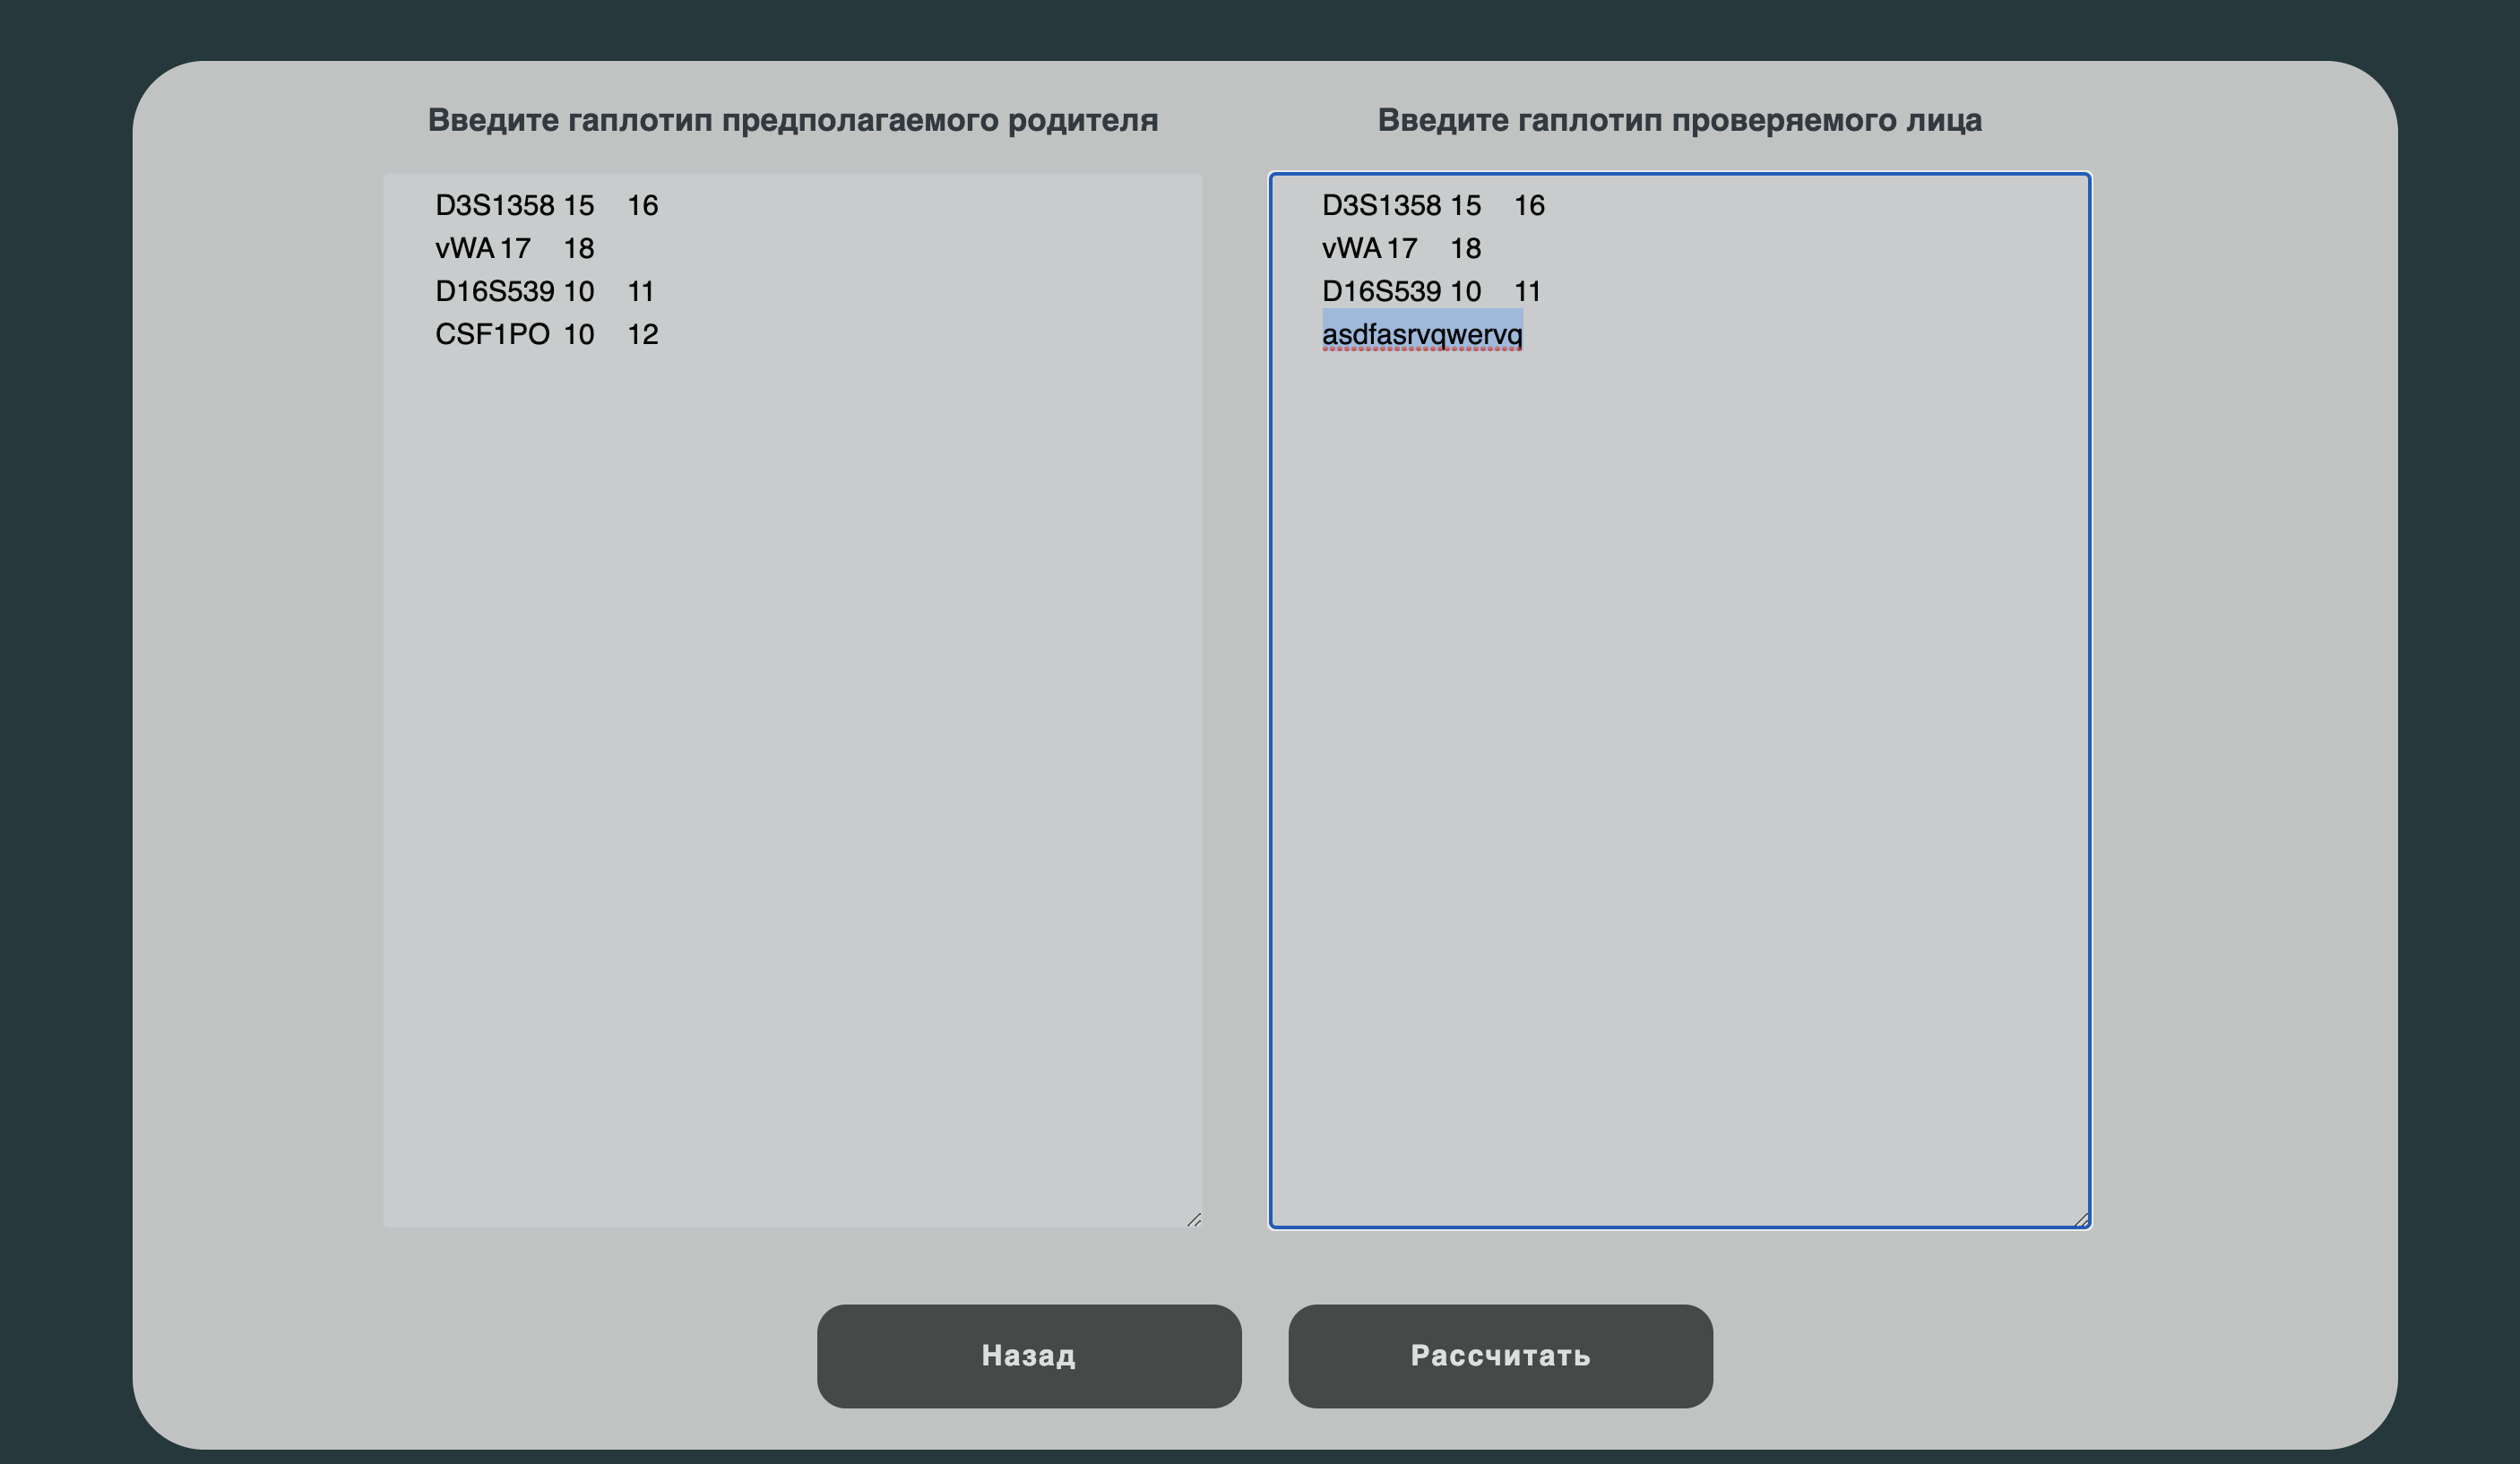 Введите гаплотип предполагаемого родителя
D3S1358 15 16
vWA 17 18
D16S539 10 11
CSF1PO 10 12
Введите гаплотип проверяемого лица
D3S1358 15 16
vWA 17 18
D16S539 10 11
asdfasrvqwervq
Назад
Рассчитать